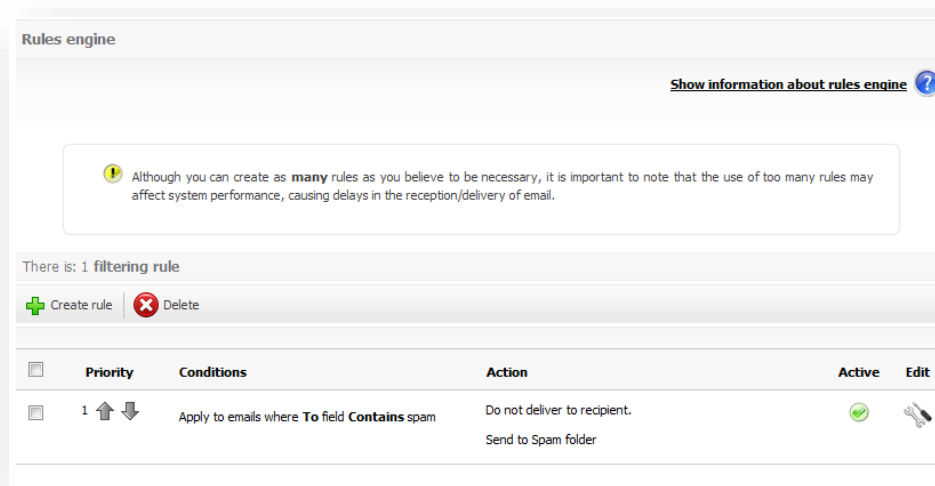 Rules engine
Show information about rules engine ?
! Although you can create as many rules as you believe to be necessary, it is important to note that the use of too many rules may
affect system performance, causing delays in the reception/delivery of email.
There is: 1 filtering rule
Create rule Delete
Priority Conditions Action Active Edit
1 Apply to emails where To field Contains spam Do not deliver to recipient.
Send to Spam folder